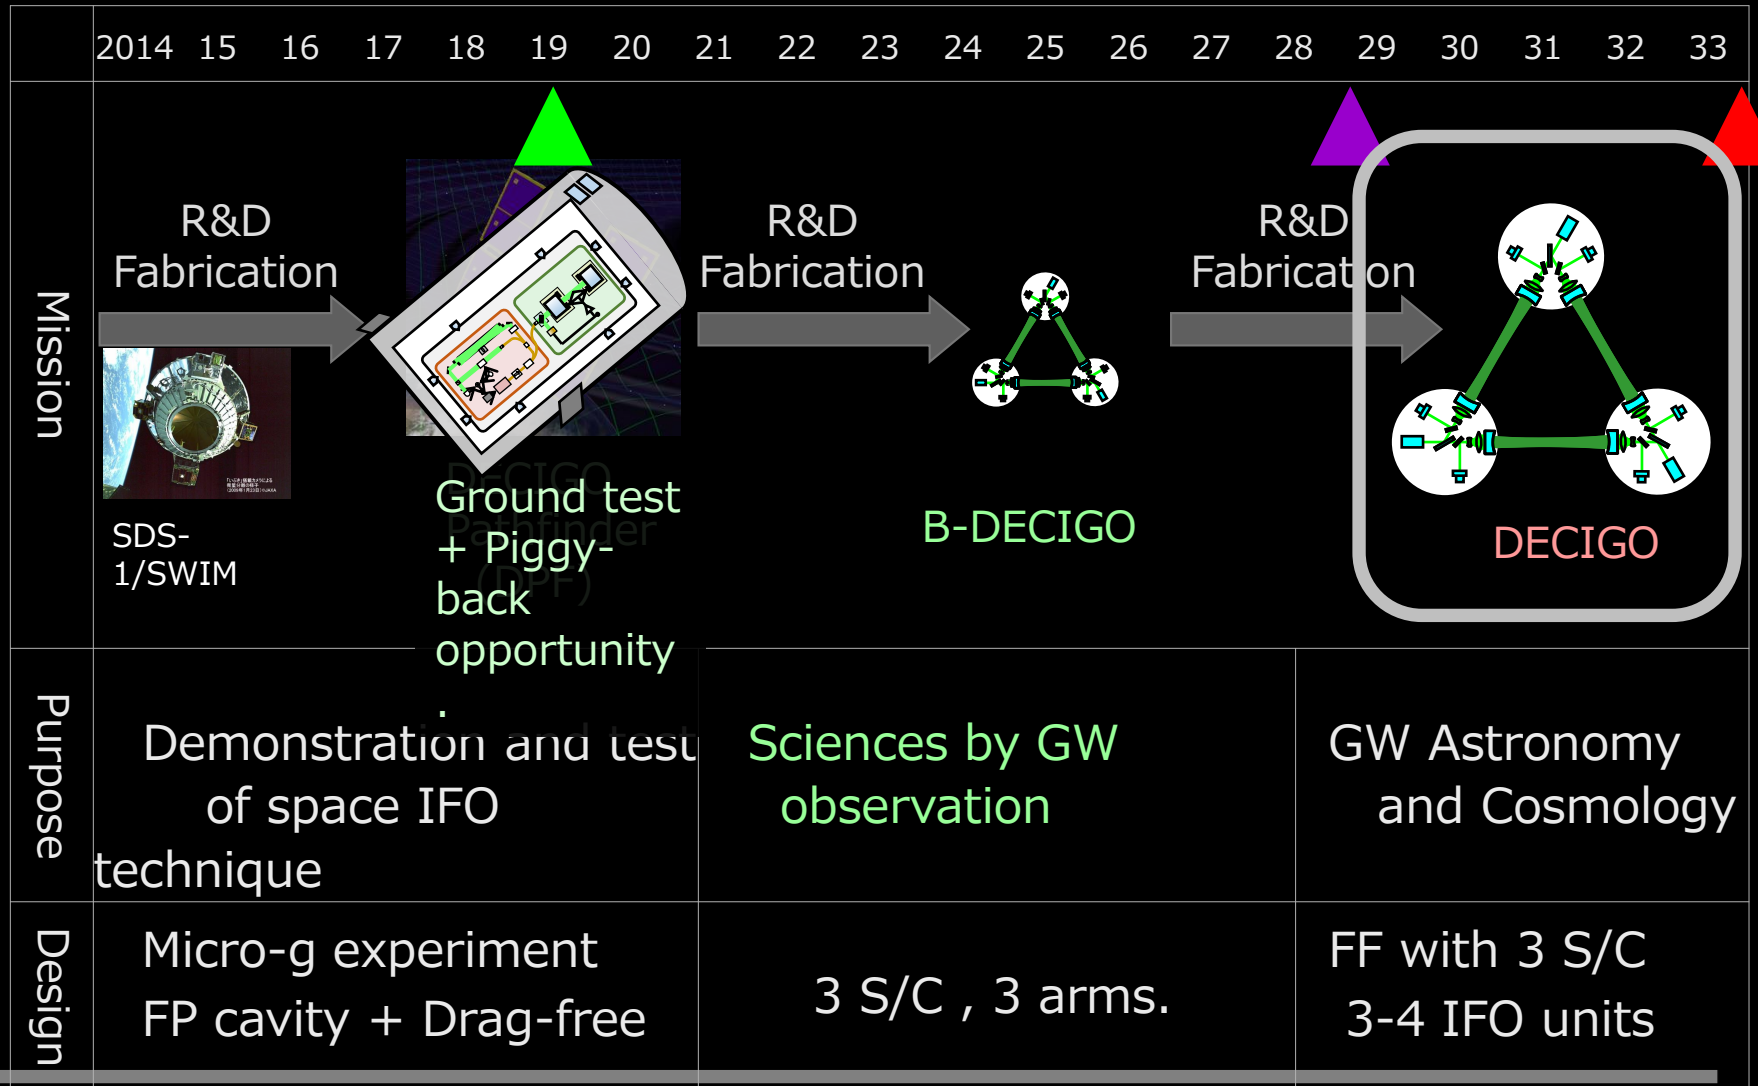 2014 15 16 17 18 19 20 21 22 23 24 25 26 27 28 29 30 31 32 33
Mission
R&D
Fabrication
R&D
Fabrication
R&D
Fabrication
SDS-
1/SWIM
DECIGO
Pathfinder
(DPF)
Ground test
+ Piggy-
back
opportunity
.
B-DECIGO
DECIGO
Purpose
Demonstration and test
of space IFO
technique
Sciences by GW
observation
GW Astronomy
and Cosmology
Design
Micro-g experiment
FP cavity + Drag-free
3 S/C , 3 arms.
FF with 3 S/C
3-4 IFO units